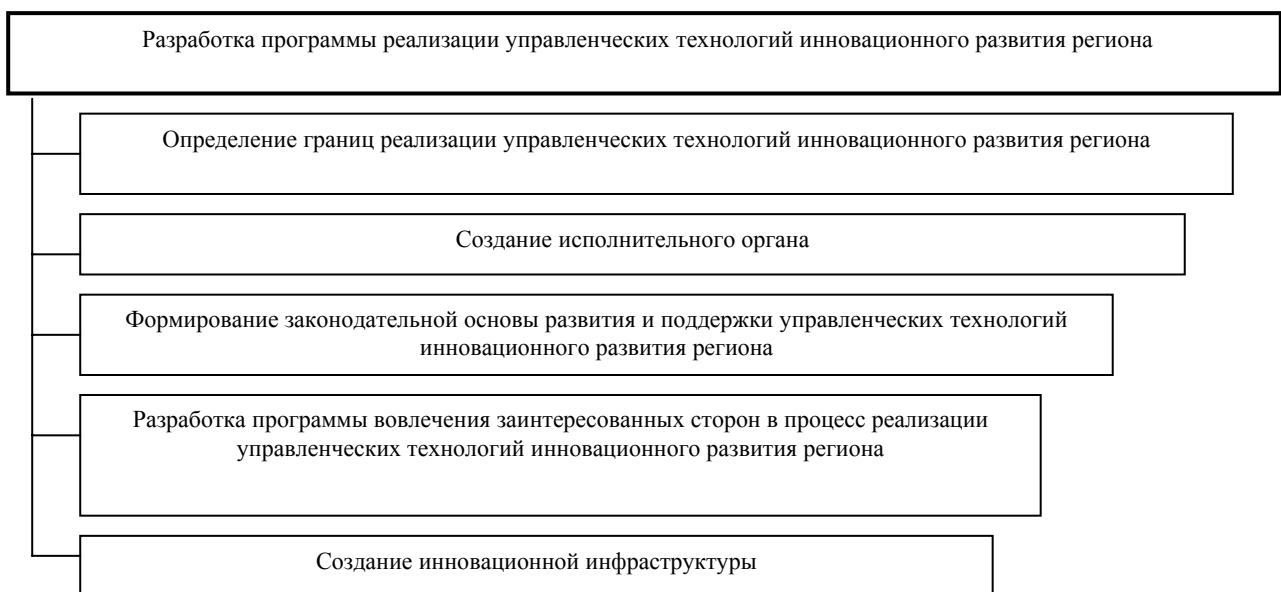 Разработка программы реализации управленческих технологий инновационного развития региона
Определение границ реализации управленческих технологий инновационного развития региона
Создание исполнительного органа
Формирование законодательной основы развития и поддержки управленческих технологий
инновационного развития региона
Разработка программы вовлечения заинтересованных сторон в процесс реализации
управленческих технологий инновационного развития региона
Создание инновационной инфраструктуры